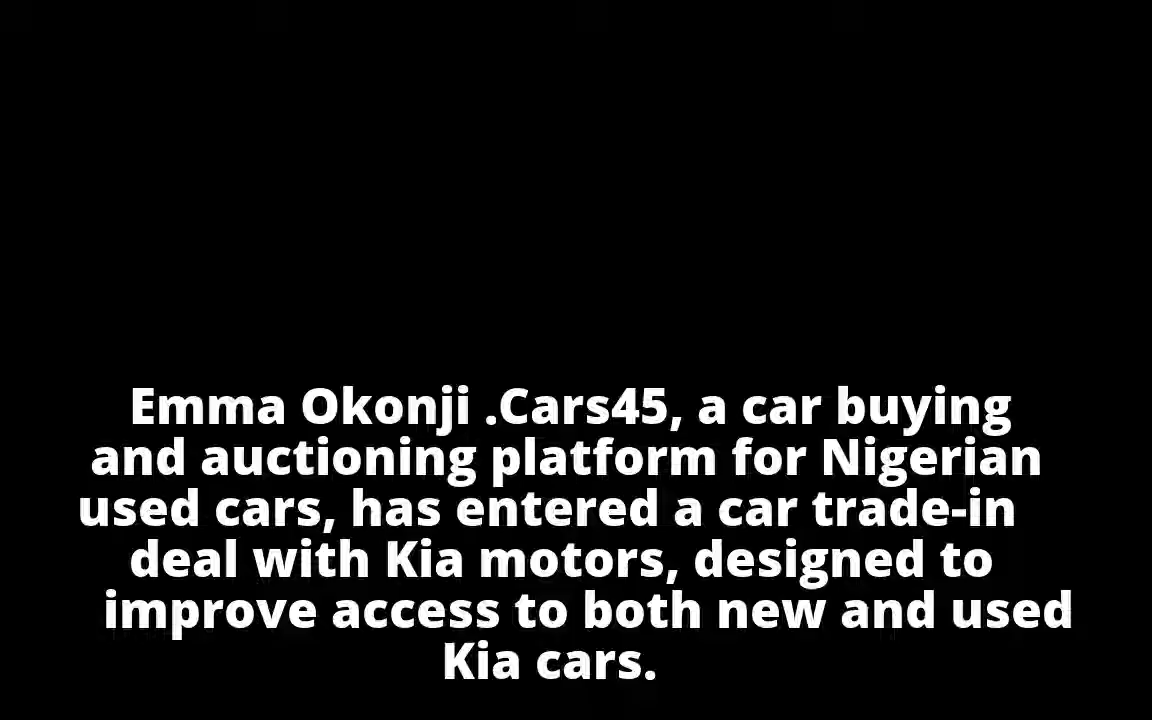 Emma Okonji .Cars45, a car buying
and auctioning platform for Nigerian
used cars, has entered a car trade-in
deal with Kia motors, designed to
improve access to both new and used
Kia cars.